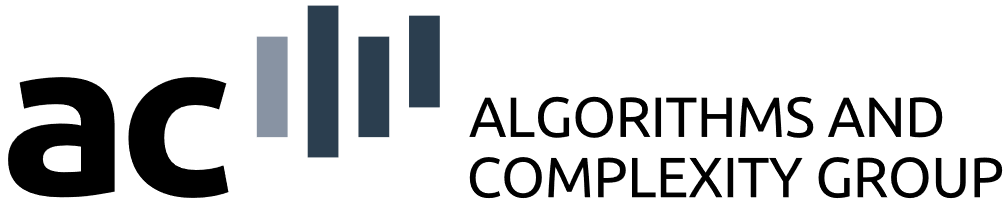 ac
ALGORITHMS AND
COMPLEXITY GROUP